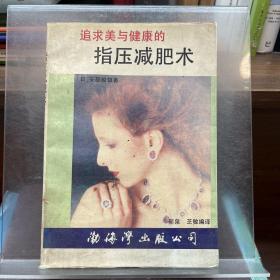 追求美与健康的
指压减肥术
芝敏编译
渤海湾出版公司